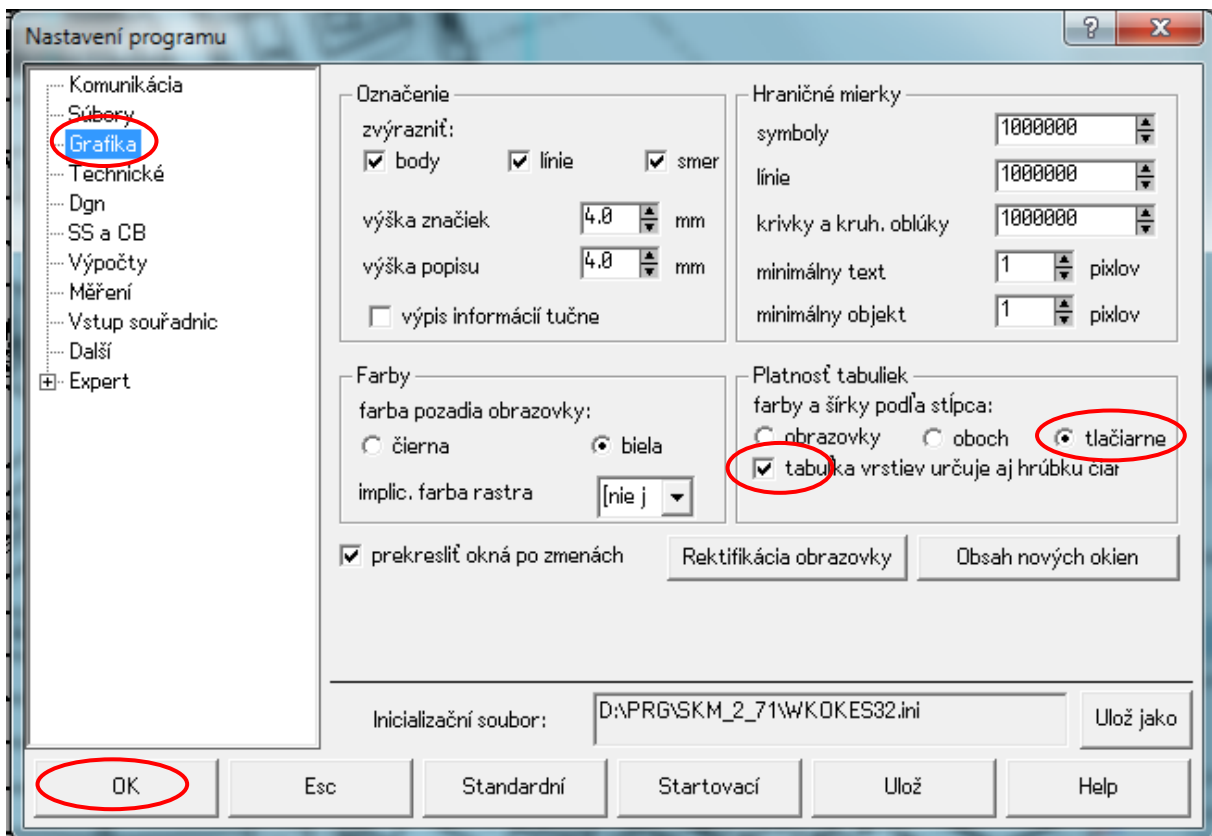 Nastavení programu
Komunikácia
Súbory
Grafika
Technické
Dgn
SS a CB
Výpočty
Měření
Vstup souřadnic
Další
Expert
Označenie
zvýrazniť:
body línie smer
výška značiek 4.0 mm
výška popisu 4.0 mm
výpis informácií tučne
Hraničné mierky
symboly 1000000
línie 1000000
krivky a kruh. oblúky 1000000
minimálny text 1 pixlov
minimálny objekt 1 pixlov
Farby
farba pozadia obrazovky:
čierna biela
implic. farba rastra [nie j
Platnosť tabuliek
farby a šírky podľa stĺpca:
obrazovky oboch tlačiarne
tabuľka vrstiev určuje aj hrúbku čiar
prekresliť okná po zmenách Rektifikácia obrazovky Obsah nových okien
Inicializační soubor: D:\PRG\SKM_2_71\WKOKES32.ini Ulož jako
OK Esc Standardní Startovací Ulož Help